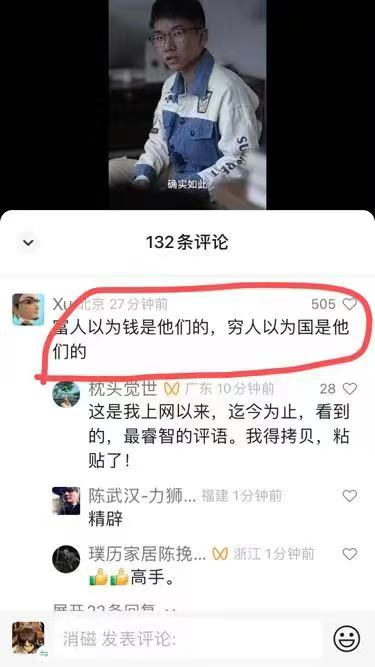 确实如此
132条评论
Xu 北京 27分钟前 505
富人以为钱是他们的，穷人以为国是他
们的
枕头觉世 广东 10分钟前 28
这是我上网以来，迄今为止，看到
的，最睿智的评语。我得拷贝，粘
贴了！
陈武汉-力狮... 福建 1分钟前
精辟
璞历家居陈挽... 浙江 1分钟前
👍👍高手。
展开22条回复
消磁 发表评论: